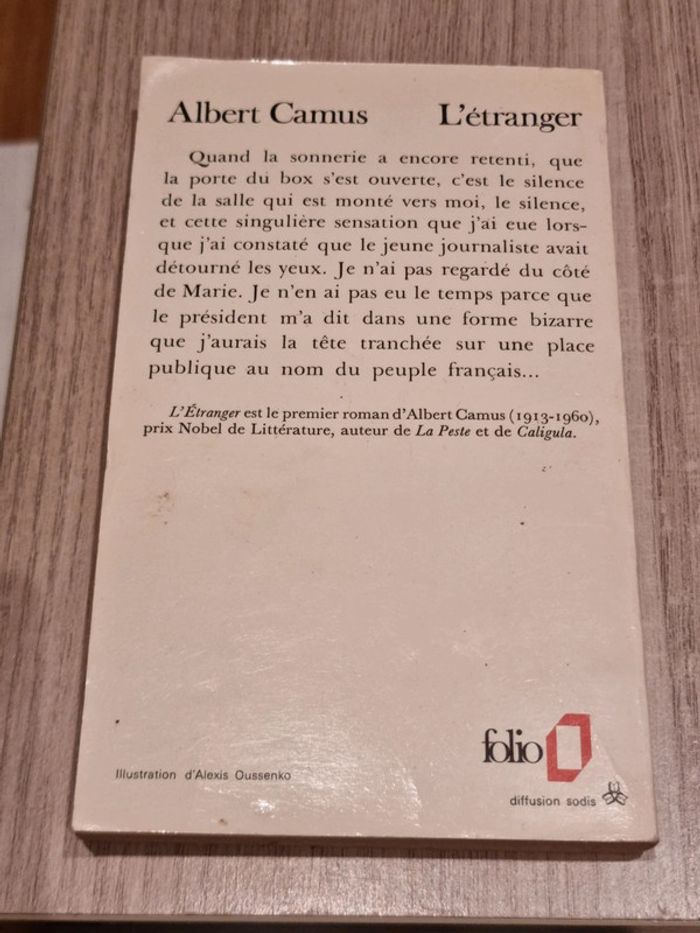 Albert Camus L'étranger
Quand la sonnerie a encore retenti, que
la porte du box s'est ouverte, c'est le silence
de la salle qui est monté vers moi, le silence,
et cette singulière sensation que j'ai eue lors-
que j'ai constaté que le jeune journaliste avait
détourné les yeux. Je n'ai pas regardé du côté
de Marie. Je n'en ai pas eu le temps parce que
le président m'a dit dans une forme bizarre
que j'aurais la tête tranchée sur une place
publique au nom du peuple français...
L'Étranger est le premier roman d'Albert Camus (1913-1960),
prix Nobel de Littérature, auteur de La Peste et de Caligula.
folio
Illustration d'Alexis Oussenko
diffusion sodis